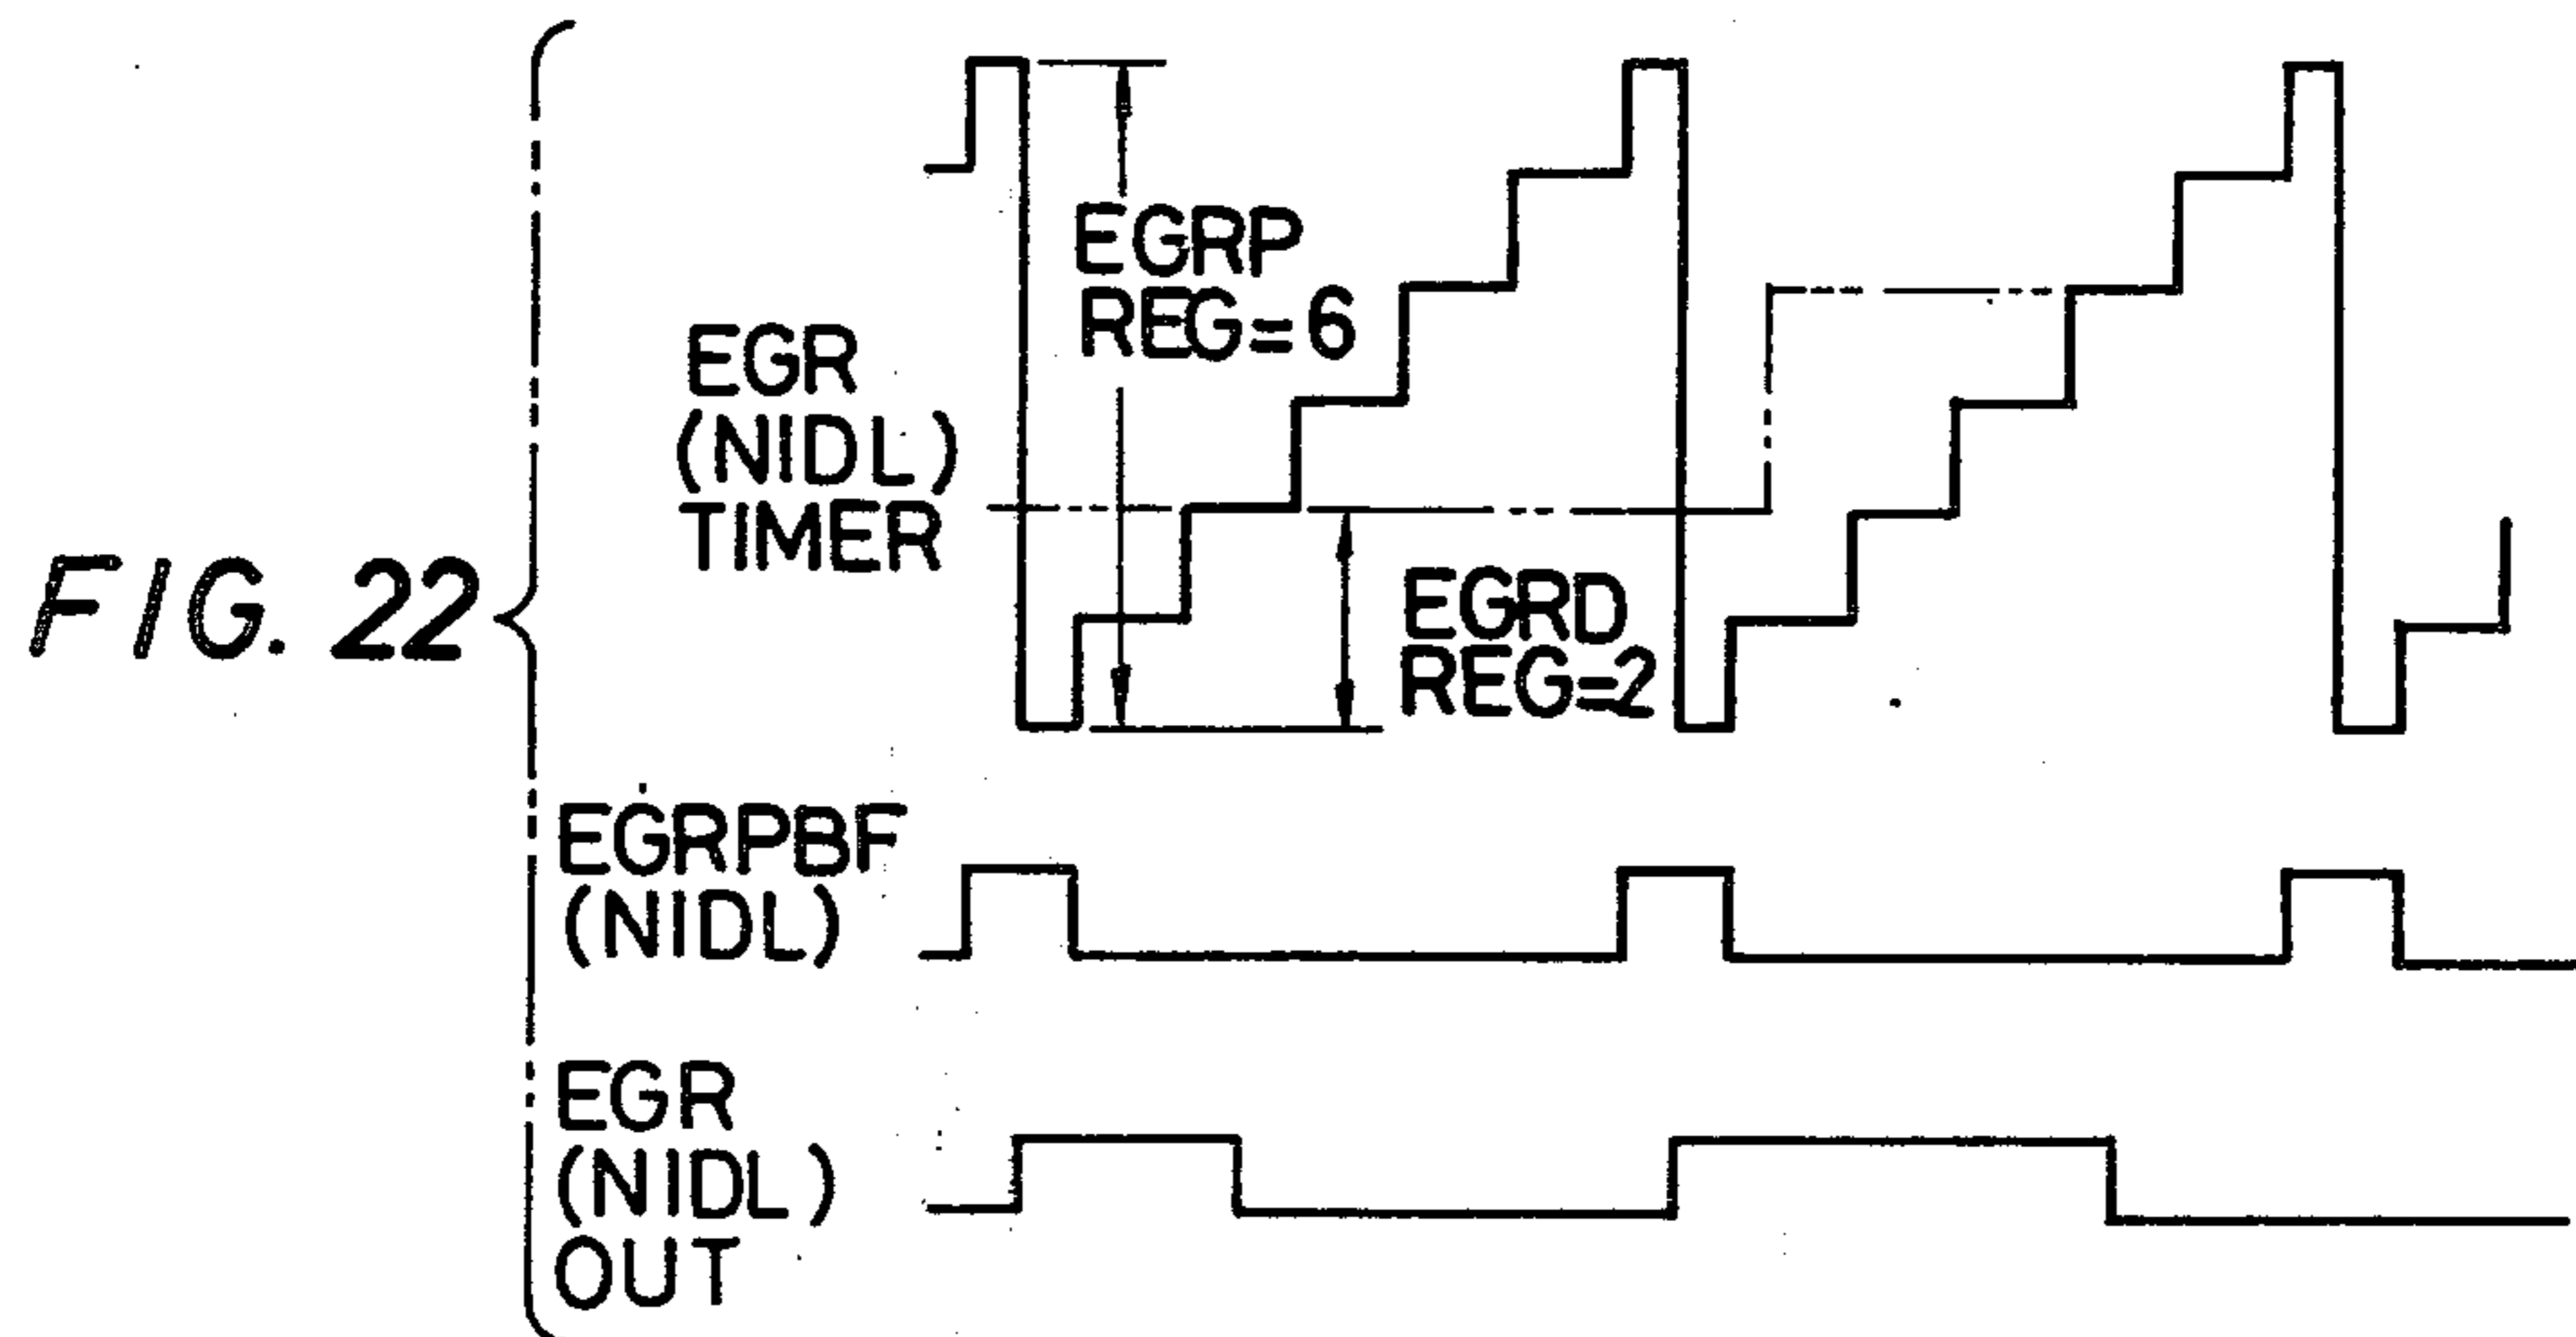 FIG. 22
EGR
(NIDL)
TIMER
EGRP
REG=6
EGRD
REG=2
EGRPBF
(NIDL)
EGR
(NIDL)
OUT